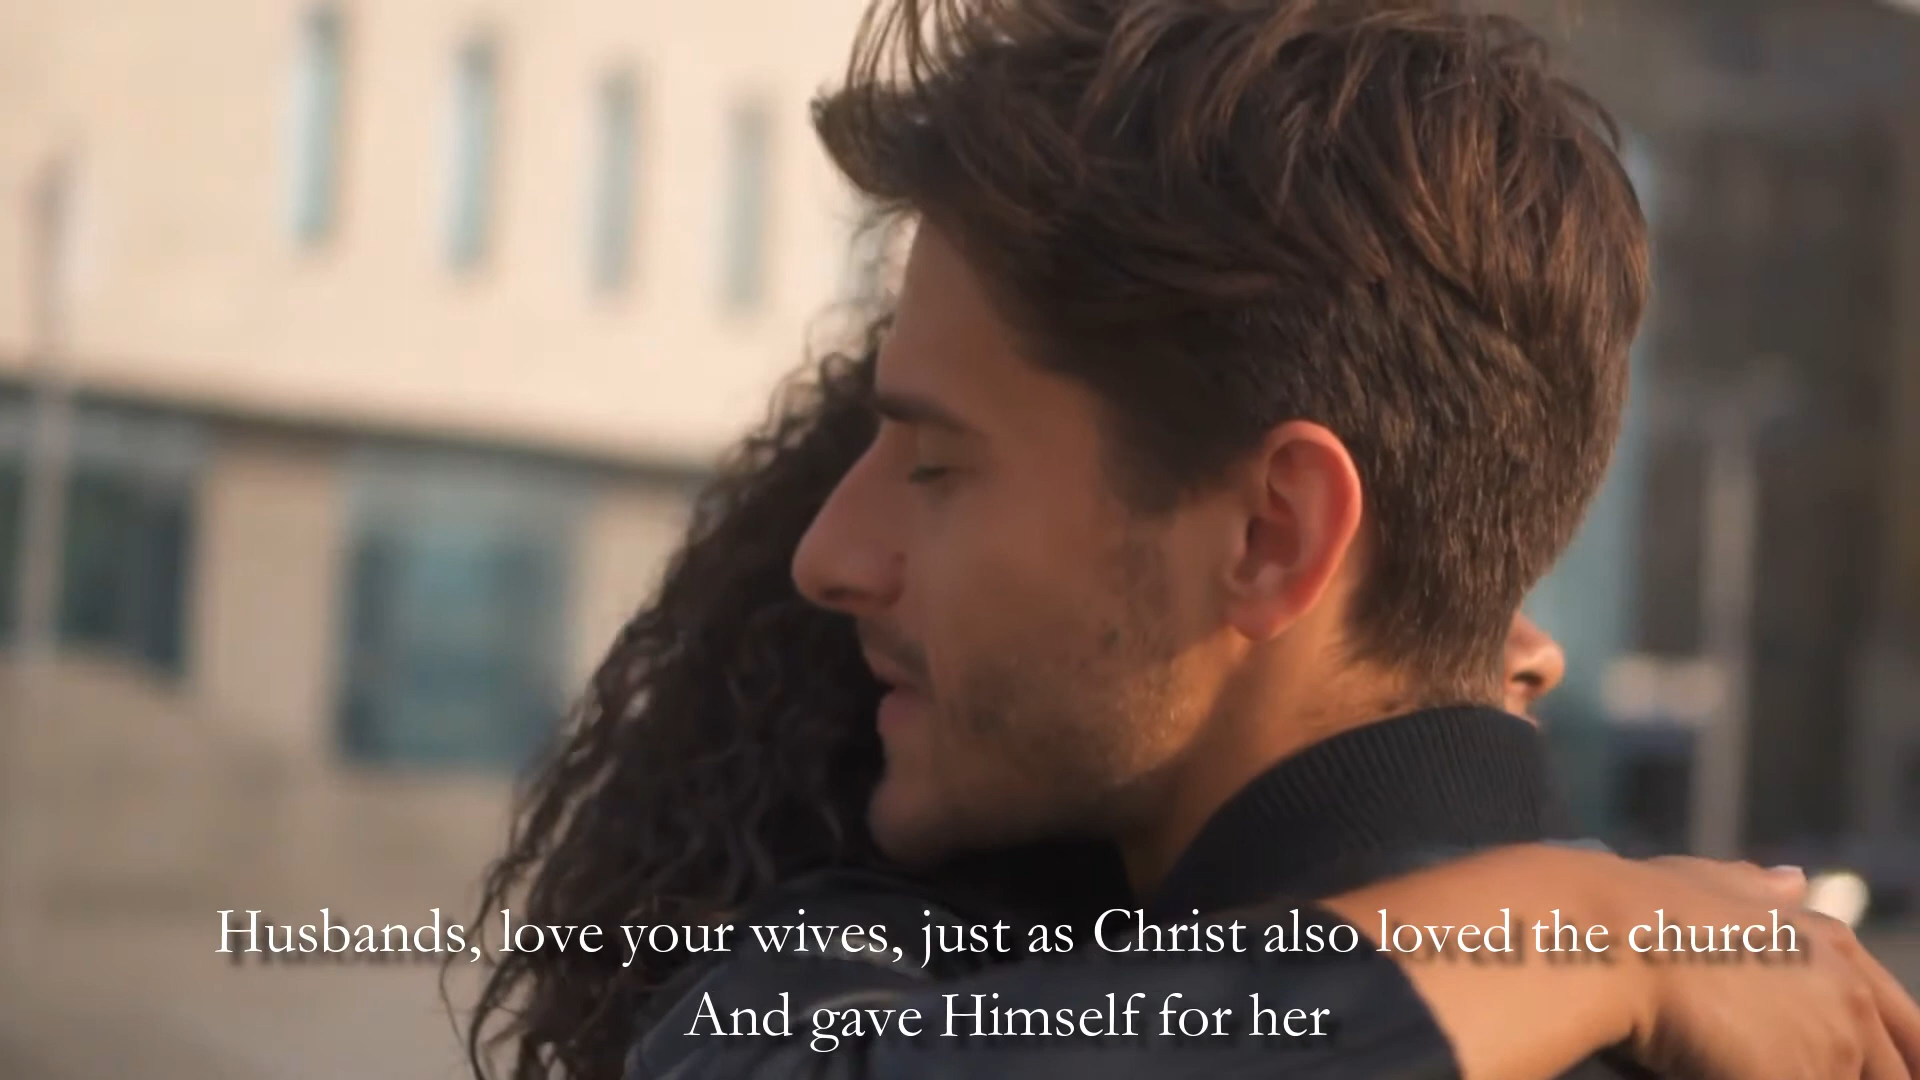 Husbands, love your wives, just as Christ also loved the church
And gave Himself for her